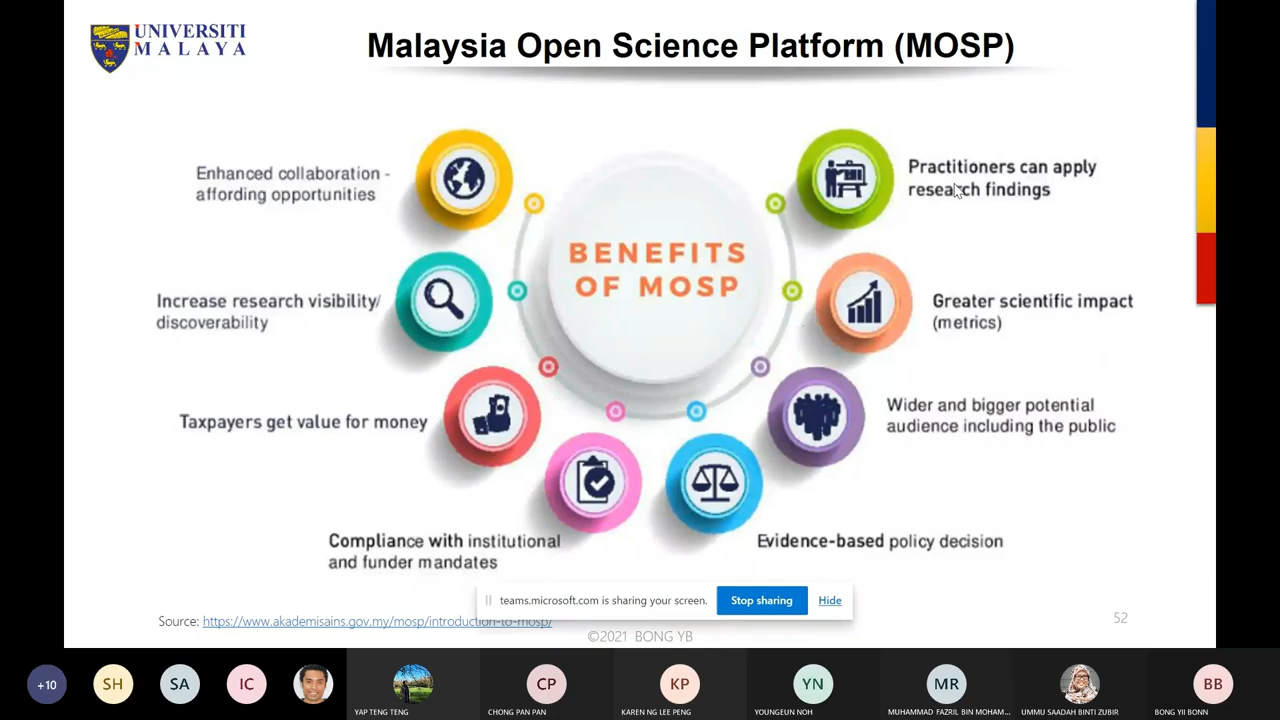 UNIVERSITI
MALAYA
Malaysia Open Science Platform (MOSP)
Enhanced collaboration -
affording opportunities
Increase research visibility/
discoverability
Taxpayers get value for money
Compliance with institutional
and funder mandates
BENEFITS
OF MOSP
Practitioners can apply
research findings
Greater scientific impact
(metrics)
Wider and bigger potential
audience including the public
Evidence-based policy decision
teams.microsoft.com is sharing your screen.
Stop sharing
Hide
Source: https://www.akademisains.gov.my/mosp/introduction-to-mosp/
52
©2021 BONG YB
+10
SH
SA
IC
YAP TENG TENG
CP
CHONG PAN PAN
KP
KAREN NG LEE PENG
YN
YOUNGEUN NOH
MR
MUHAMMAD FAZRIL BIN MOHAM...
UMMU SAADAH BINTI ZUBIR
BB
BONG YII BONN